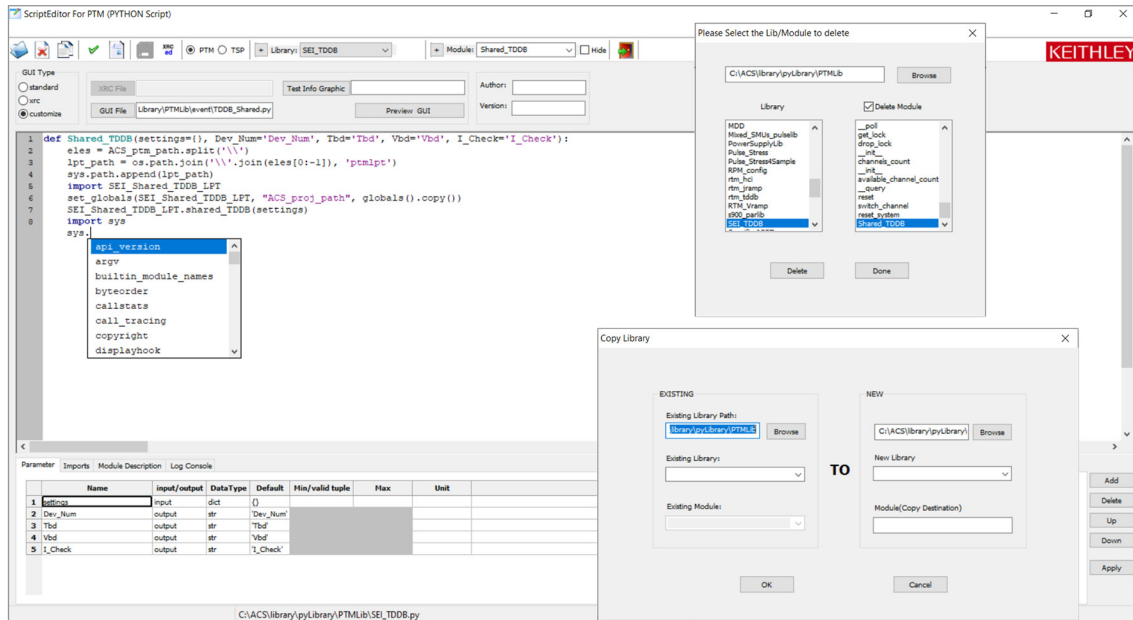 ScriptEditor For PTM (PYTHON Script)
XRC ed PTM TSP + Library: SEI_TDDB + Module: Shared_TDDB Hide
KEITHLEY
GUI Type
standard
xrc
customize
XRC File Test Info Graphic
GUI File Library\PTMLib\event\TDDB_Shared.py Preview GUI
Author:
Version:
1 def Shared_TDDB(settings={}, Dev_Num='Dev_Num', Tbd='Tbd', Vbd='Vbd', I_Check='I_Check'):
2 eles = ACS_ptm_path.split('\\')
3 lpt_path = os.path.join('\\'.join(eles[0:-1]), 'ptmlpt')
4 sys.path.append(lpt_path)
5 import SEI_Shared_TDDB_LPT
6 set_globals(SEI_Shared_TDDB_LPT, "ACS_proj_path", globals().copy())
7 SEI_Shared_TDDB_LPT.shared_TDDB(settings)
8 import sys
sys.
api_version
argv
builtin_module_names
byteorder
callstats
call_tracing
copyright
displayhook
Please Select the Lib/Module to delete
C:\ACS\library\pyLibrary\PTMLib Browse
Library
MDD
Mixed_SMUs_pulselib
PowerSupplyLib
Pulse_Stress
Pulse_Stress4Sample
RPM_config
rtm_hci
rtm_jramp
rtm_tddb
RTM_Vramp
s900_parlib
SEI_TDDB
Delete Module
__poll
get_lock
drop_lock
__init__
channels_count
__init__
available_channel_count
__query
reset
switch_channel
reset_system
Shared_TDDB
Delete Done
Copy Library
EXISTING
Existing Library Path:
library\pyLibrary\PTMLib Browse
Existing Library:
Existing Module:
TO
NEW
C:\ACS\library\pyLibrary\ Browse
New Library
Module(Copy Destination)
OK Cancel
Parameter Imports Module Description Log Console
Name input/output DataType Default Min/valid tuple Max Unit
1 settings input dict {}
2 Dev_Num output str 'Dev_Num'
3 Tbd output str 'Tbd'
4 Vbd output str 'Vbd'
5 I_Check output str 'I_Check'
Add
Delete
Up
Down
Apply
C:\ACS\library\pyLibrary\PTMLib\SEI_TDDB.py